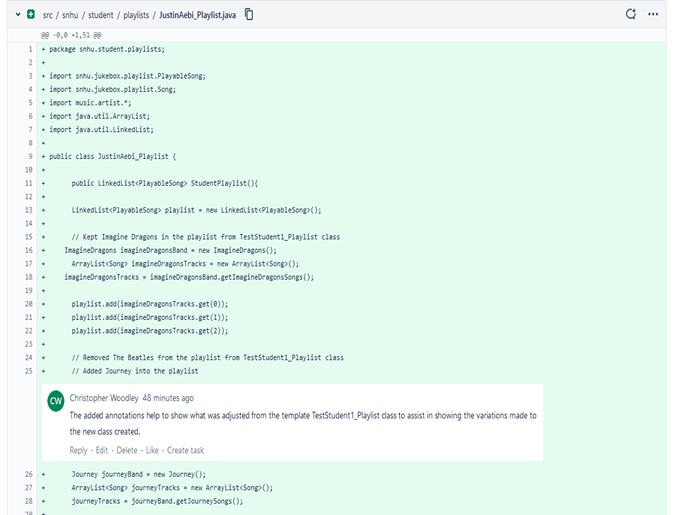 src / snhu / student / playlists / JustinAebi_Playlist.java
@@ -0,0 +1,51 @@
1 + package snhu.student.playlists;
2 +
3 + import snhu.jukebox.playlist.PlayableSong;
4 + import snhu.jukebox.playlist.Song;
5 + import music.artist.*;
6 + import java.util.ArrayList;
7 + import java.util.LinkedList;
8 +
9 + public class JustinAebi_Playlist {
10 +
11 + public LinkedList<PlayableSong> StudentPlaylist(){
12 +
13 + LinkedList<PlayableSong> playlist = new LinkedList<PlayableSong>();
14 +
15 + // Kept Imagine Dragons in the playlist from TestStudent1_Playlist class
16 + ImagineDragons imagineDragonsBand = new ImagineDragons();
17 + ArrayList<Song> imagineDragonsTracks = new ArrayList<Song>();
18 + imagineDragonsTracks = imagineDragonsBand.getImagineDragonsSongs();
19 +
20 + playlist.add(imagineDragonsTracks.get(0));
21 + playlist.add(imagineDragonsTracks.get(1));
22 + playlist.add(imagineDragonsTracks.get(2));
23 +
24 + // Removed The Beatles from the playlist from TestStudent1_Playlist class
25 + // Added Journey into the playlist
CW Christopher Woodley 48 minutes ago
The added annotations help to show what was adjusted from the template TestStudent1_Playlist class to assist in showing the variations made to
the new class created.
Reply · Edit · Delete · Like · Create task
26 + Journey journeyBand = new Journey();
27 + ArrayList<Song> journeyTracks = new ArrayList<Song>();
28 + journeyTracks = journeyBand.getJourneySongs();
29 +